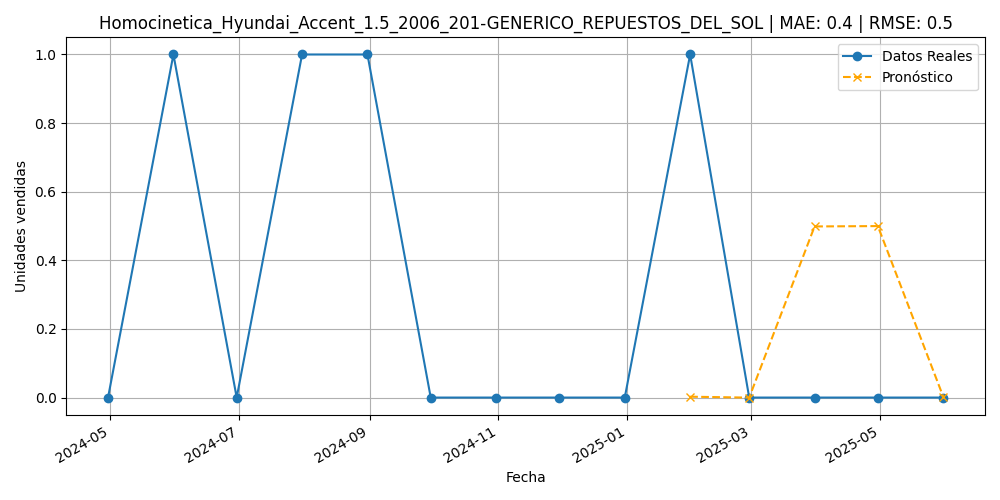 Homocinetica_Hyundai_Accent_1.5_2006_201-GENERICO_REPUESTOS_DEL_SOL | MAE: 0.4 | RMSE: 0.5
Datos Reales
Pronóstico
Unidades vendidas
1.0
0.8
0.6
0.4
0.2
0.0
2024-05
2024-07
2024-09
2024-11
2025-01
2025-03
2025-05
Fecha